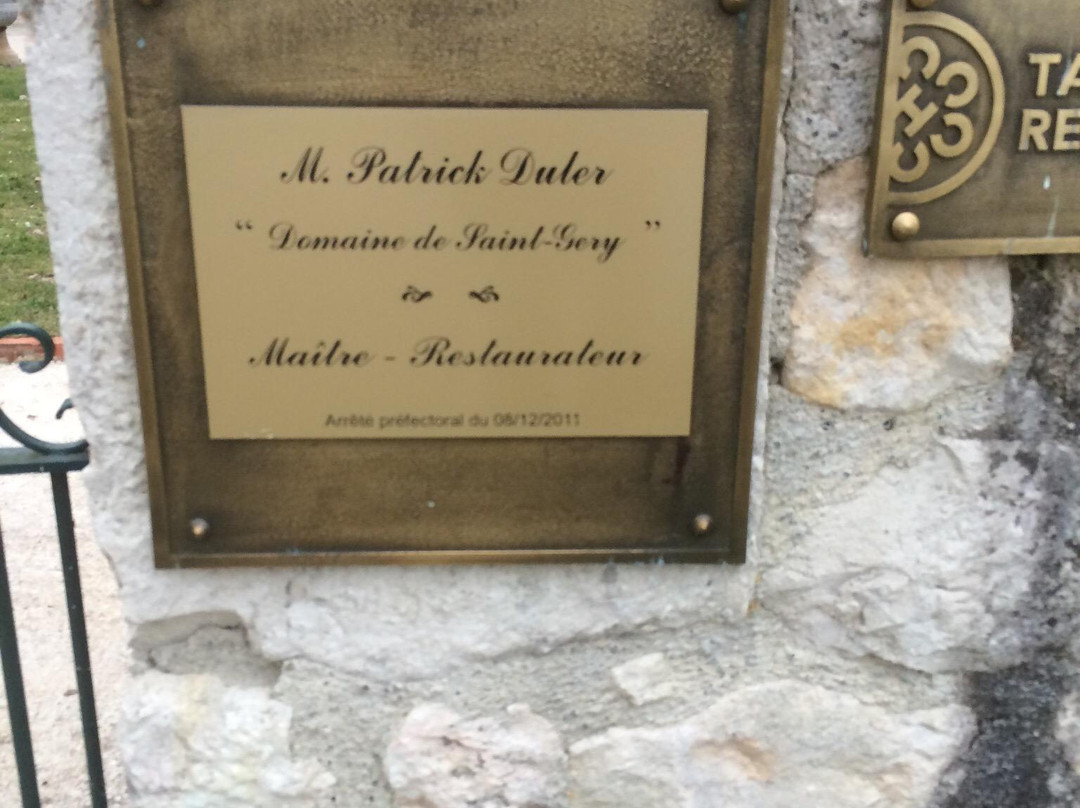 M. Patrick Duler
“ Domaine de Saint-Gery ”
Maître - Restaurateur
Arrêté préfectoral du 08/12/2011
TA
RE